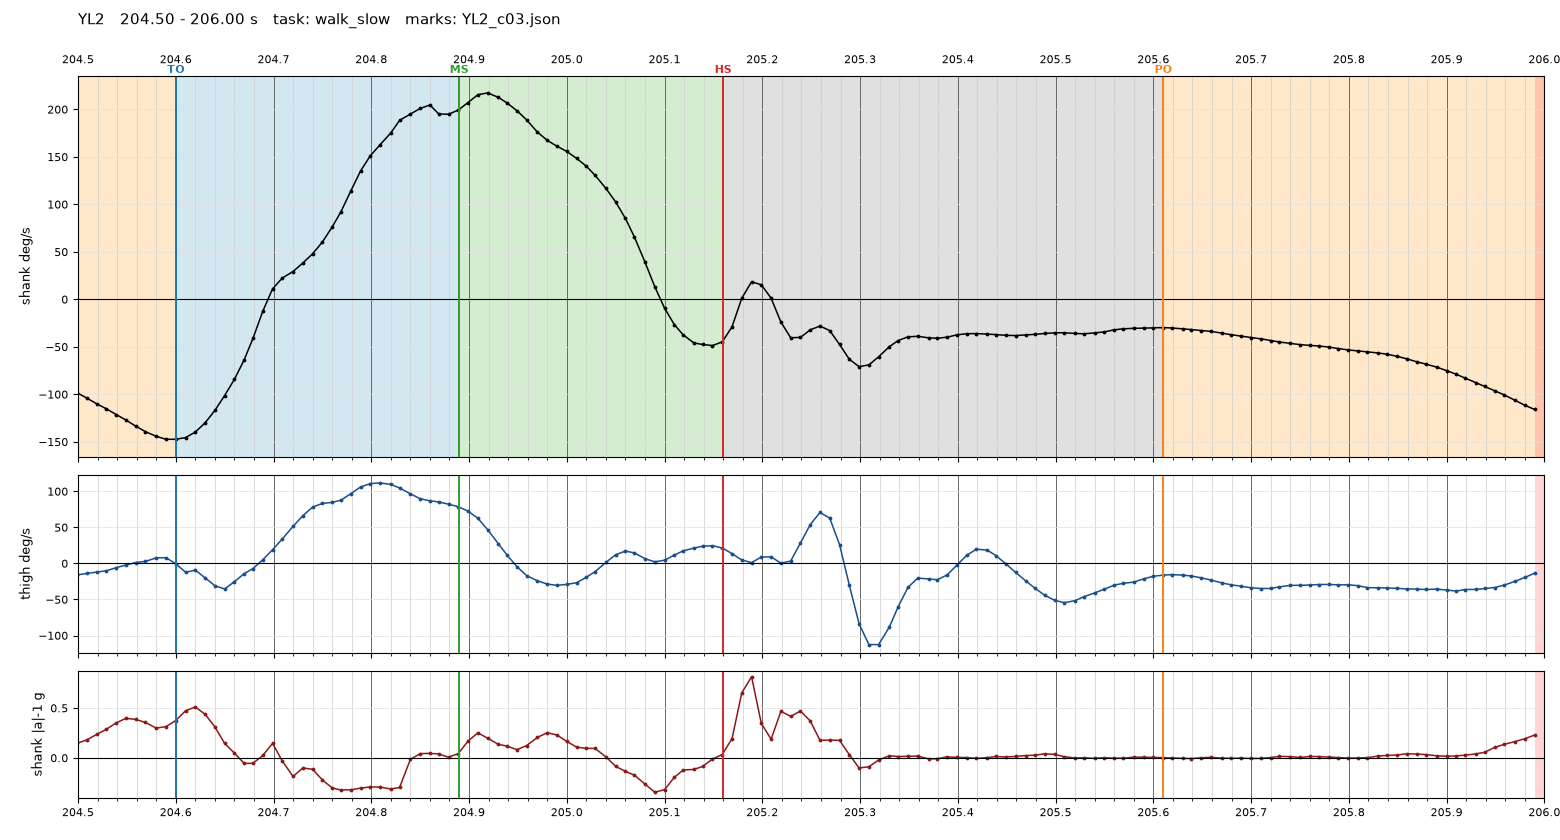 YL2   204.50 - 206.00 s   task: walk_slow   marks: YL2_c03.json
204.5 204.6 204.7 204.8 204.9 205.0 205.1 205.2 205.3 205.4 205.5 205.6 205.7 205.8 205.9 206.0
TO MS HS PO
shank deg/s
200
150
100
50
0
−50
−100
−150
thigh deg/s
100
50
0
−50
−100
shank |a|-1 g
0.5
0.0
204.5 204.6 204.7 204.8 204.9 205.0 205.1 205.2 205.3 205.4 205.5 205.6 205.7 205.8 205.9 206.0